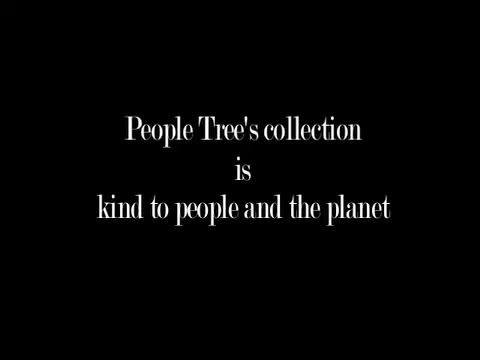 People Tree's collection
is
kind to people and the planet